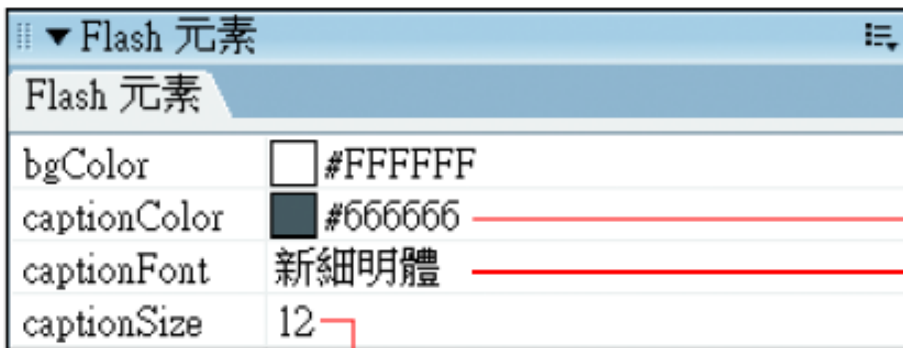 Flash 元素
Flash 元素
bgColor #FFFFFF
captionColor #666666
captionFont 新細明體
captionSize 12